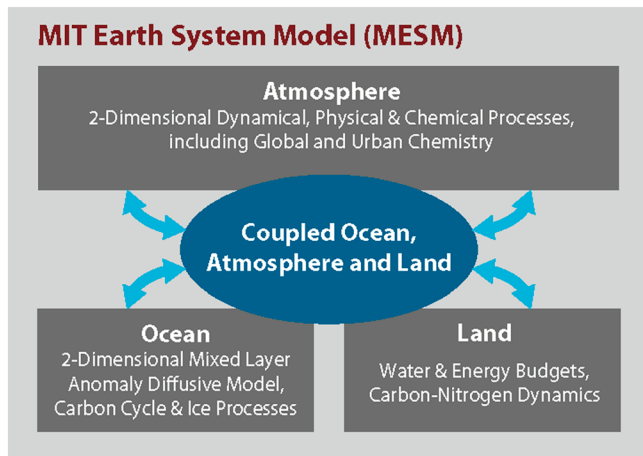 MIT Earth System Model (MESM)
Atmosphere
2-Dimensional Dynamical, Physical & Chemical Processes,
including Global and Urban Chemistry
Coupled Ocean,
Atmosphere and Land
Ocean
2-Dimensional Mixed Layer
Anomaly Diffusive Model,
Carbon Cycle & Ice Processes
Land
Water & Energy Budgets,
Carbon-Nitrogen Dynamics